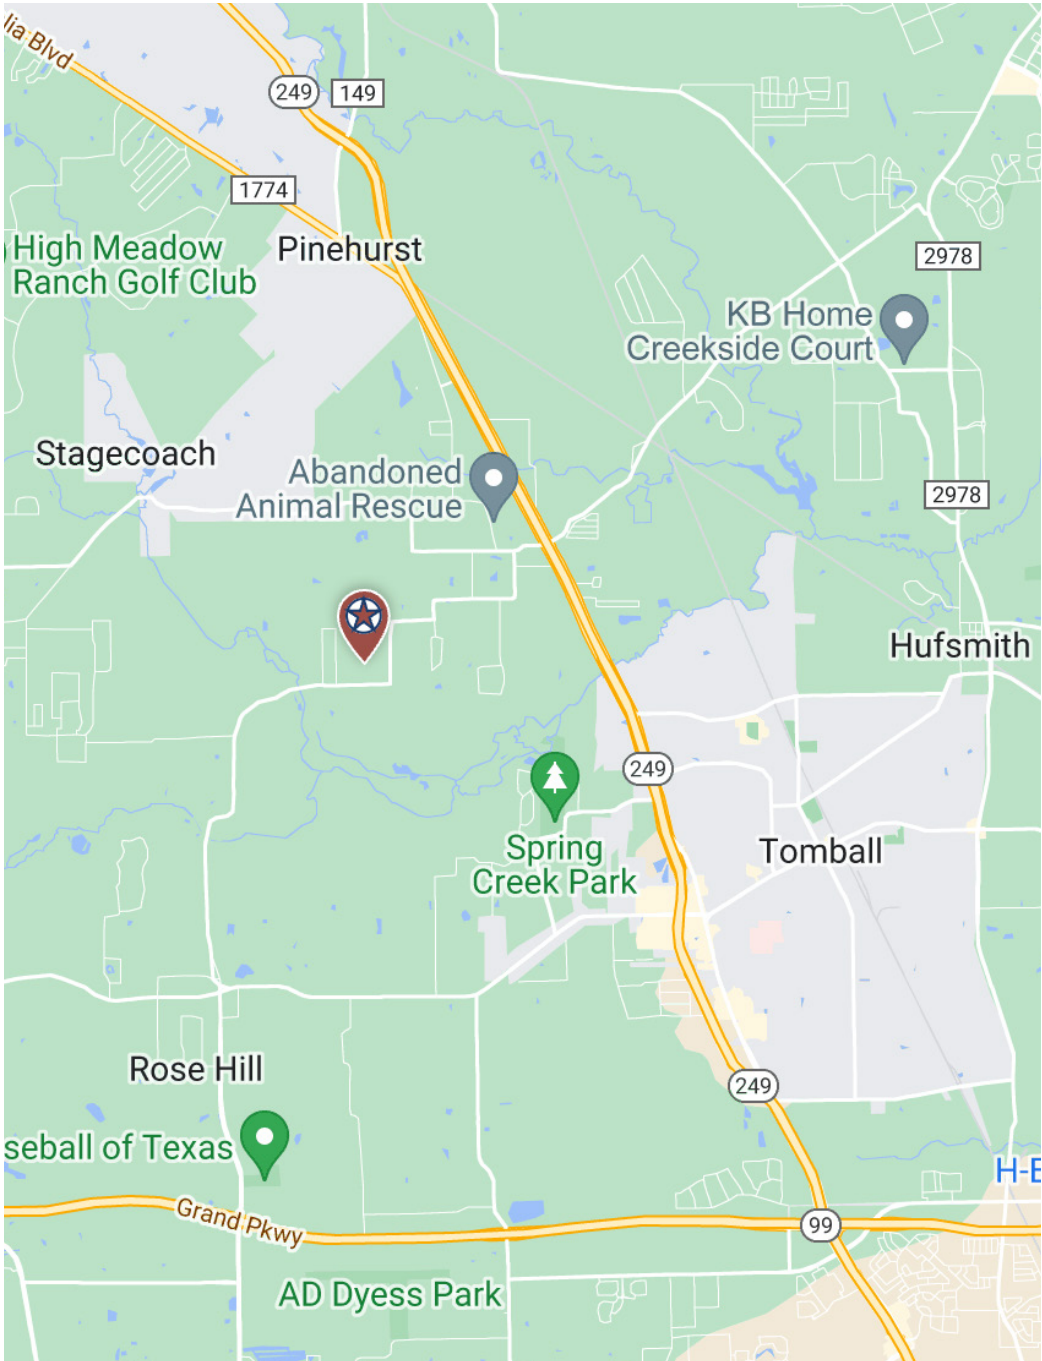 lia Blvd
249
149
1774
Pinehurst
High Meadow
Ranch Golf Club
2978
KB Home
Creekside Court
Stagecoach
Abandoned
Animal Rescue
2978
Hufsmith
249
Spring
Creek Park
Tomball
Rose Hill
249
seball of Texas
H-E
Grand Pkwy
99
AD Dyess Park